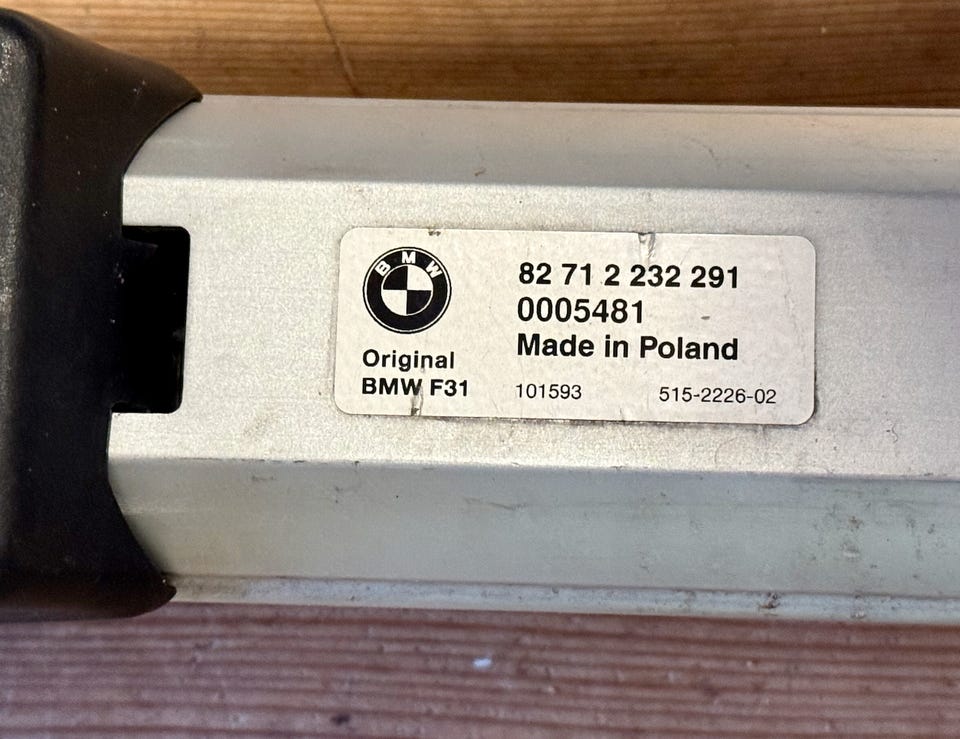 BMW
82 71 2 232 291
0005481
Made in Poland
Original
BMW F31
101593
515-2226-02